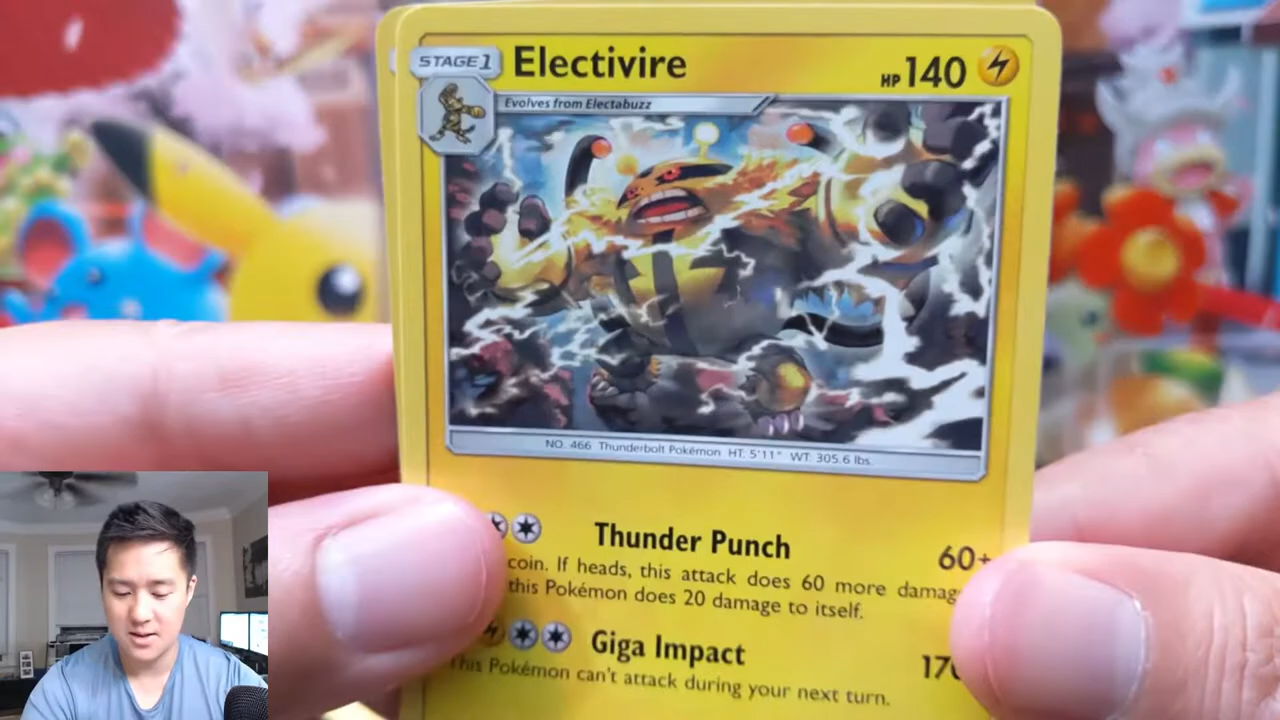 STAGE 1 Electivire HP 140
Evolves from Electabuzz
NO. 466 Thunderbolt Pokémon HT: 5'11" WT: 305.6 lbs.
Thunder Punch 60+
coin. If heads, this attack does 60 more
this Pokémon does 20 damage to itself.
Giga Impact
This Pokémon can't attack during your next turn.